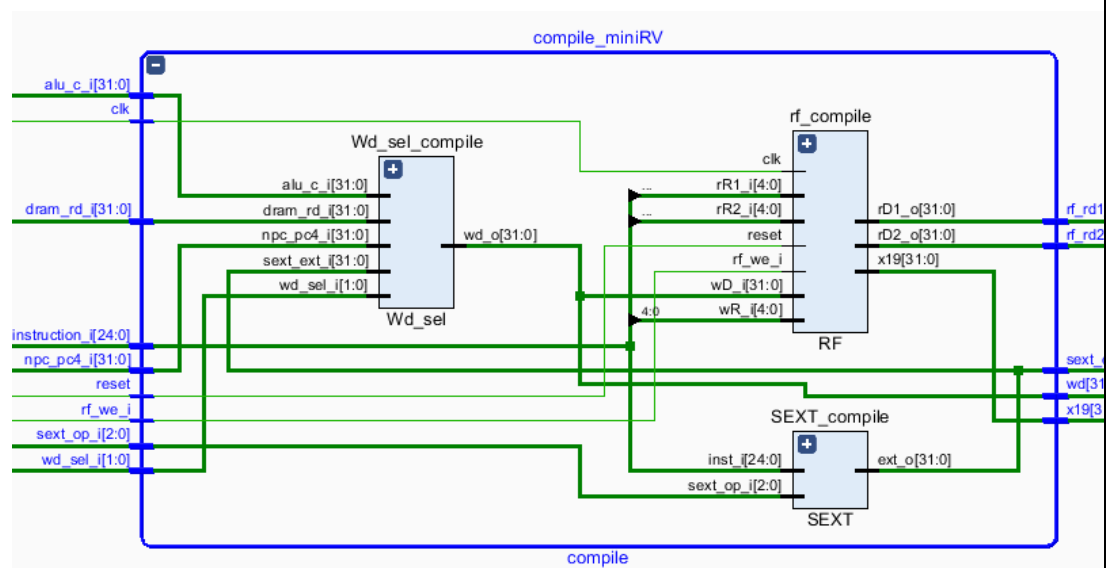 compile_miniRV
alu_c_i[31:0]
clk
dram_rd_i[31:0]
instruction_i[24:0]
npc_pc4_i[31:0]
reset
rf_we_i
sext_op_i[2:0]
wd_sel_i[1:0]
Wd_sel_compile
alu_c_i[31:0]
dram_rd_i[31:0]
npc_pc4_i[31:0]
sext_ext_i[31:0]
wd_sel_i[1:0]
wd_o[31:0]
Wd_sel
rf_compile
clk
... rR1_i[4:0]
... rR2_i[4:0]
reset
rf_we_i
wD_i[31:0]
4:0 wR_i[4:0]
rD1_o[31:0]
rD2_o[31:0]
x19[31:0]
RF
SEXT_compile
inst_i[24:0]
sext_op_i[2:0]
ext_o[31:0]
SEXT
rf_rd1
rf_rd2
sext_
wd[31
x19[3
compile